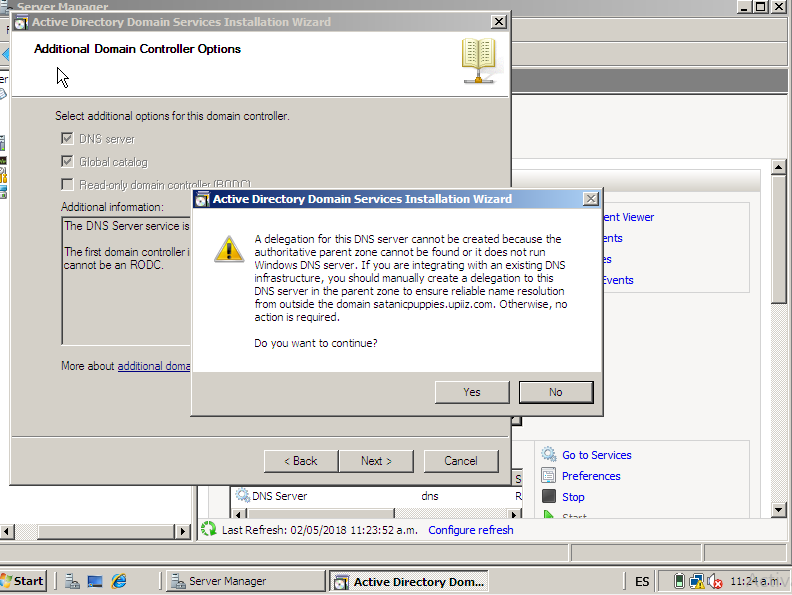 Server Manager
Active Directory Domain Services Installation Wizard
Additional Domain Controller Options
Select additional options for this domain controller.
DNS server
Global catalog
Read-only domain controller (RODC)
Additional information:
The DNS Server service is
The first domain controller
cannot be an RODC.
More about additional doma
< Back
Next >
Cancel
Active Directory Domain Services Installation Wizard
A delegation for this DNS server cannot be created because the
authoritative parent zone cannot be found or it does not run
Windows DNS server. If you are integrating with an existing DNS
infrastructure, you should manually create a delegation to this
DNS server in the parent zone to ensure reliable name resolution
from outside the domain satanicpuppies.upiiz.com. Otherwise, no
action is required.
Do you want to continue?
Yes
No
ent Viewer
ents
es
Events
Go to Services
Preferences
Stop
Start
DNS Server
dns
R
Last Refresh: 02/05/2018 11:23:52 a.m.
Configure refresh
Start
Server Manager
Active Directory Dom...
ES
11:24 a.m.